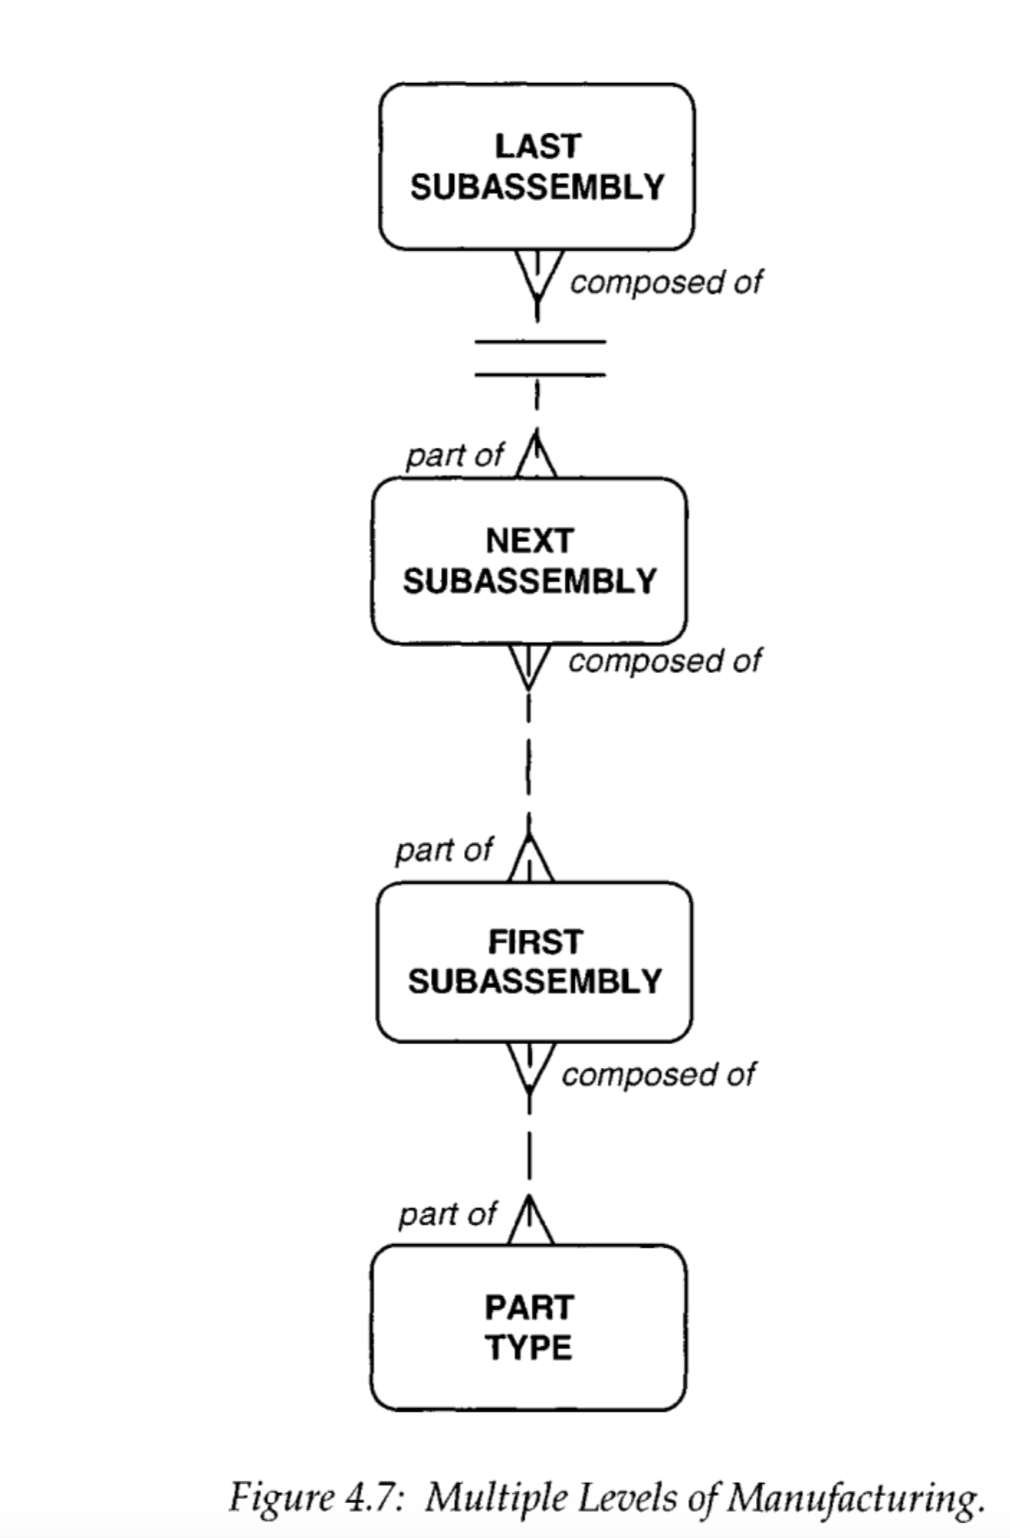 LAST
SUBASSEMBLY
composed of
part of
NEXT
SUBASSEMBLY
composed of
part of
FIRST
SUBASSEMBLY
composed of
part of
PART
TYPE
Figure 4.7: Multiple Levels of Manufacturing.